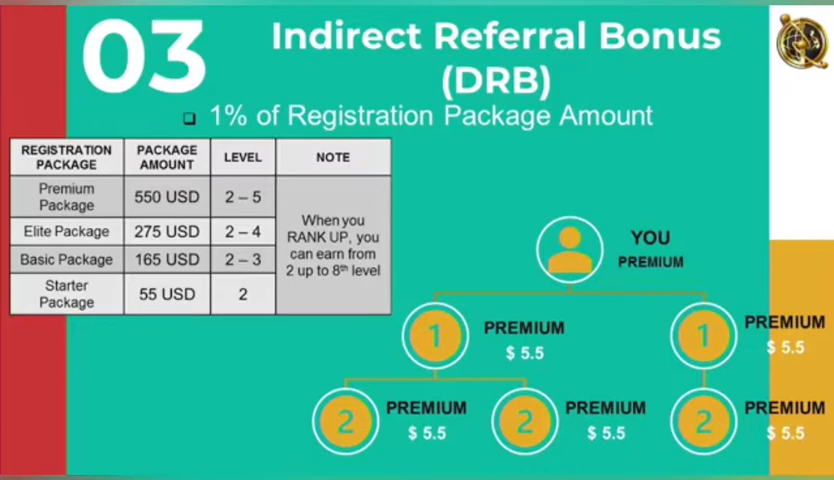 03
Indirect Referral Bonus
(DRB)
1% of Registration Package Amount
REGISTRATION PACKAGE PACKAGE AMOUNT LEVEL NOTE
Premium Package 550 USD 2 – 5
Elite Package 275 USD 2 – 4
Basic Package 165 USD 2 – 3
Starter Package 55 USD 2
When you
RANK UP, you
can earn from
2 up to 8th level
YOU
PREMIUM
1 PREMIUM 1 PREMIUM
$ 5.5 $ 5.5
2 PREMIUM 2 PREMIUM 2 PREMIUM
$ 5.5 $ 5.5 $ 5.5